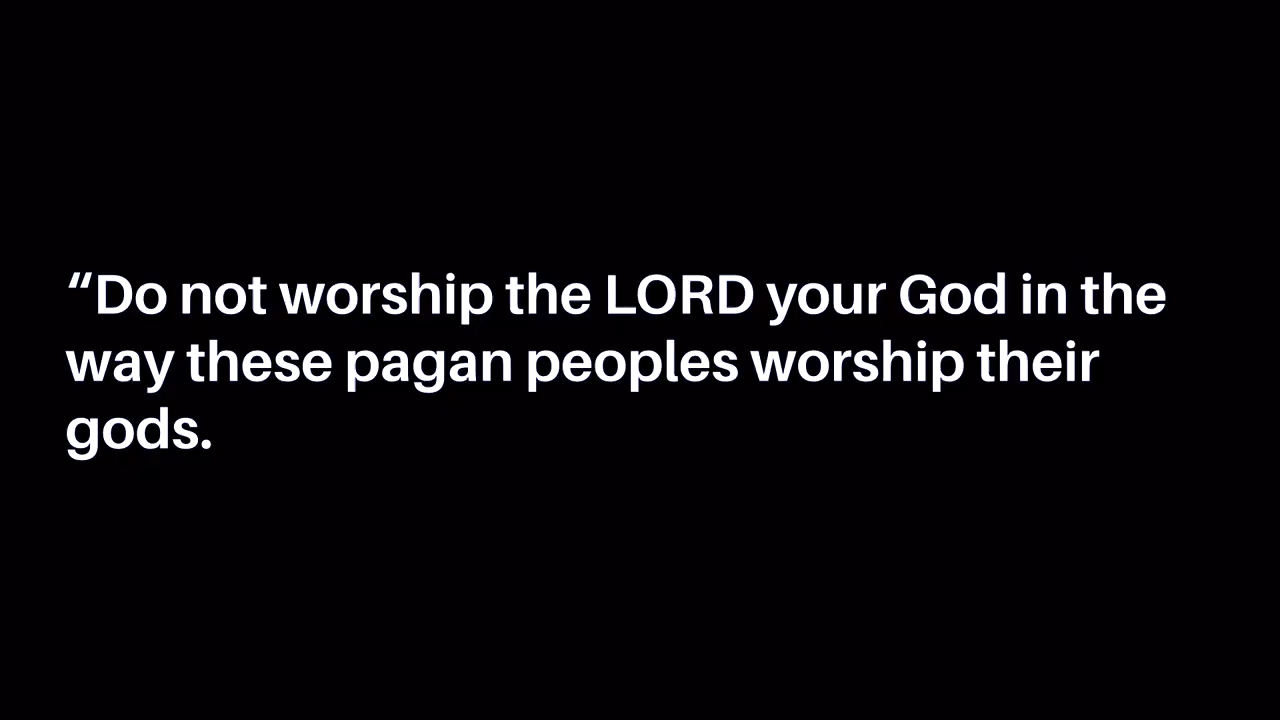 “Do not worship the LORD your God in the
way these pagan peoples worship their
gods.